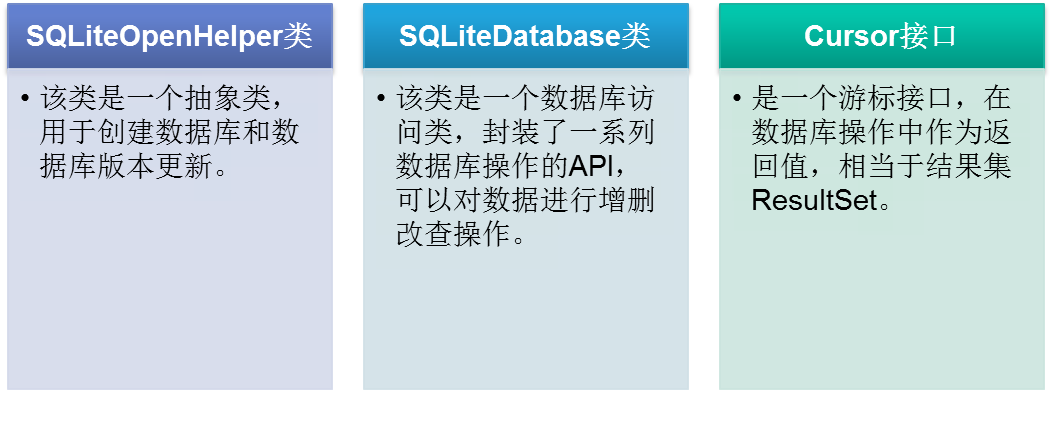 SQLiteOpenHelper类
• 该类是一个抽象类，
用于创建数据库和数
据库版本更新。
SQLiteDatabase类
• 该类是一个数据库访
问类，封装了一系列
数据库操作的API，
可以对数据进行增删
改查操作。
Cursor接口
• 是一个游标接口，在
数据库操作中作为返
回值，相当于结果集
ResultSet。